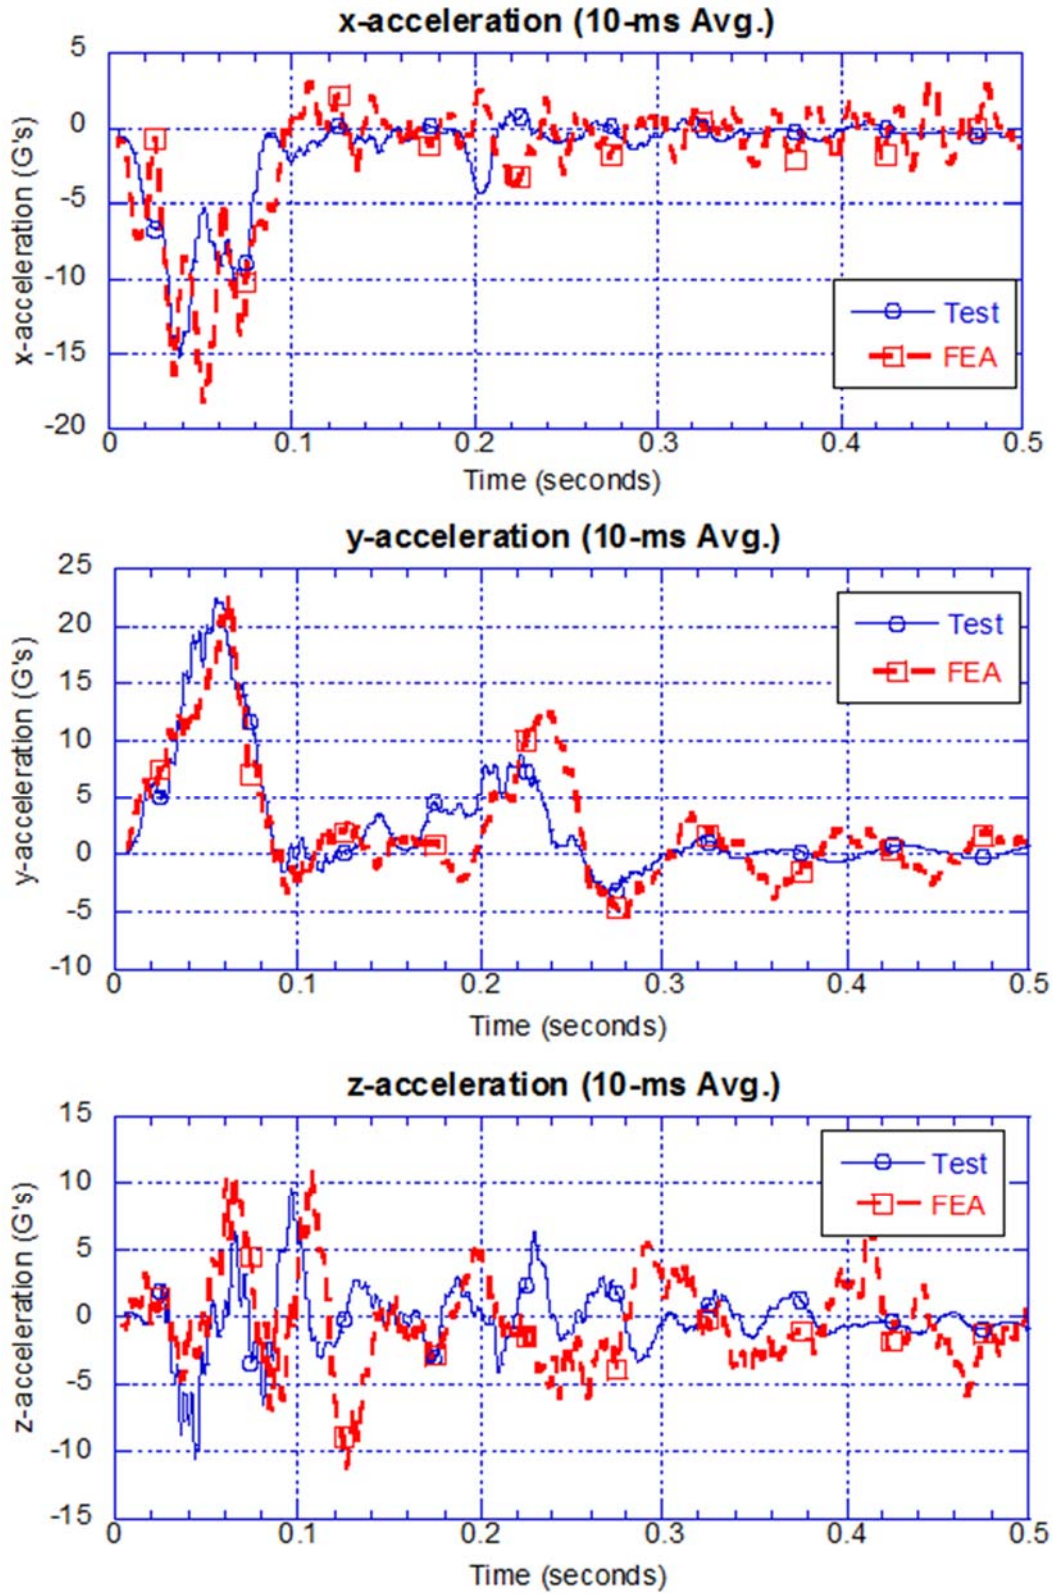 x-acceleration (10-ms Avg.)
5
0
-5
-10
-15
-20
x-acceleration (G's)
Test
FEA
0 0.1 0.2 0.3 0.4 0.5
Time (seconds)
y-acceleration (10-ms Avg.)
25
20
15
10
5
0
-5
-10
y-acceleration (G's)
Test
FEA
0 0.1 0.2 0.3 0.4 0.5
Time (seconds)
z-acceleration (10-ms Avg.)
15
10
5
0
-5
-10
-15
z-acceleration (G's)
Test
FEA
0 0.1 0.2 0.3 0.4 0.5
Time (seconds)